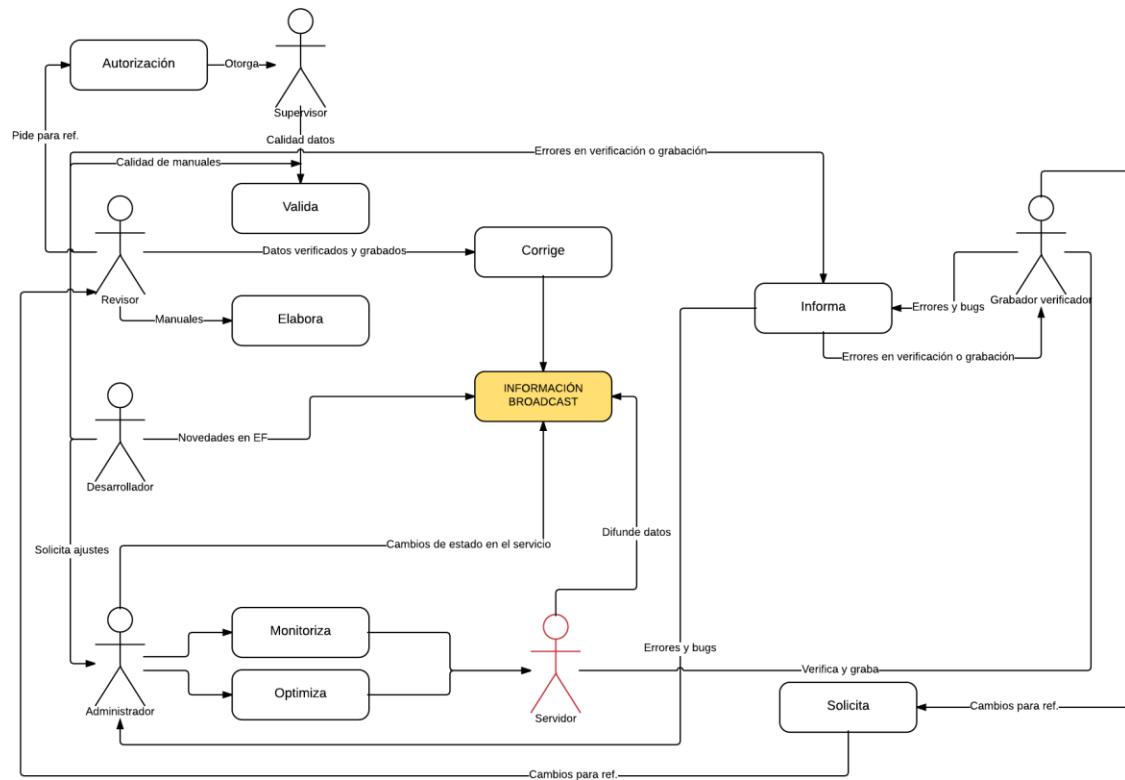 Autorización
Otorga
Supervisor
Pide para ref.
Calidad datos
Errores en verificación o grabación
Calidad de manuales
Valida
Datos verificados y grabados
Corrige
Revisor
Grabador verificador
Manuales
Elabora
Informa
Errores y bugs
Errores en verificación o grabación
INFORMACIÓN
BROADCAST
Novedades en EF
Desarrollador
Difunde datos
Cambios de estado en el servicio
Solicita ajustes
Monitoriza
Errores y bugs
Verifica y graba
Optimiza
Administrador
Servidor
Solicita
Cambios para ref.
Cambios para ref.